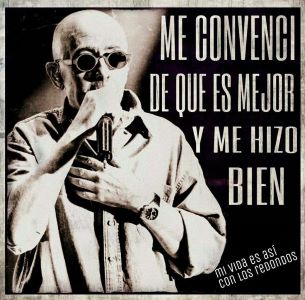 ME CONVENCI
DE QUE ES MEJOR
Y ME HIZO
BIEN
mi vida es así
con los redondos